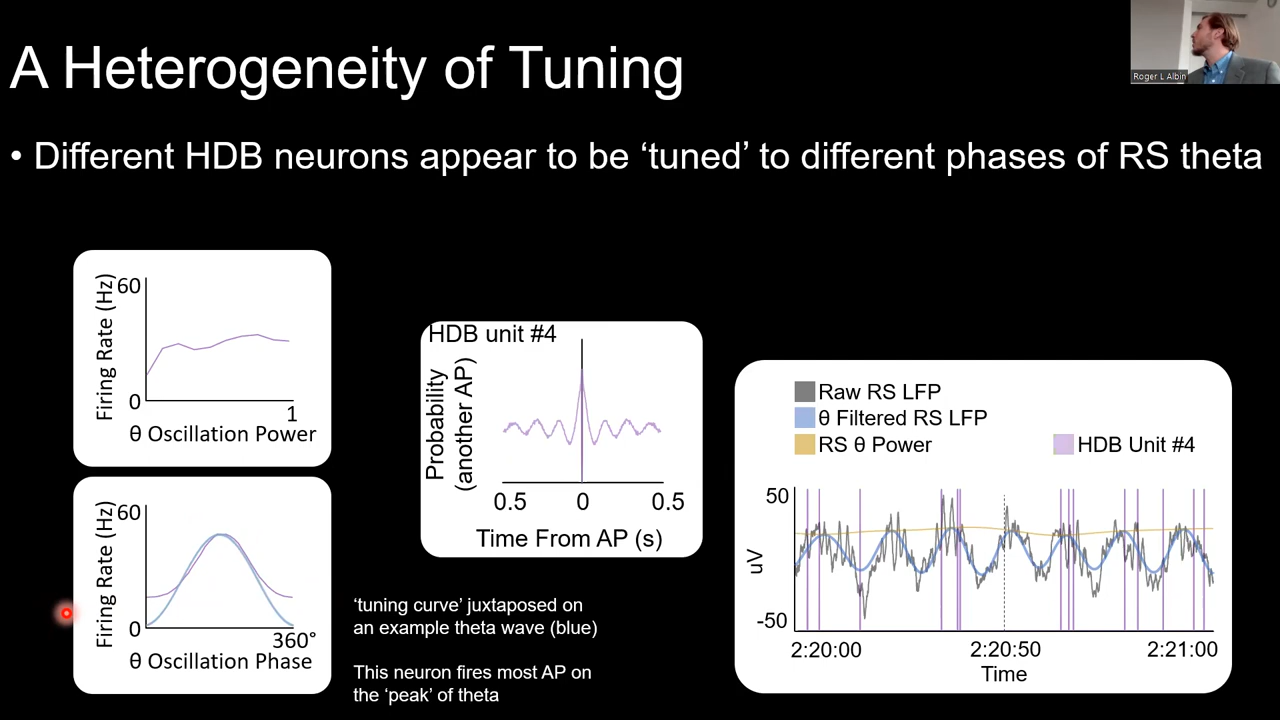 A Heterogeneity of Tuning
Roger L Albin
• Different HDB neurons appear to be ‘tuned’ to different phases of RS theta
Firing Rate (Hz)
60
0
1
θ Oscillation Power
Firing Rate (Hz)
60
0
360°
θ Oscillation Phase
HDB unit #4
Probability
(another AP)
0.5 0 0.5
Time From AP (s)
‘tuning curve’ juxtaposed on
an example theta wave (blue)
This neuron fires most AP on
the ‘peak’ of theta
Raw RS LFP
θ Filtered RS LFP
RS θ Power
HDB Unit #4
50
uV
-50
2:20:00 2:20:50 2:21:00
Time